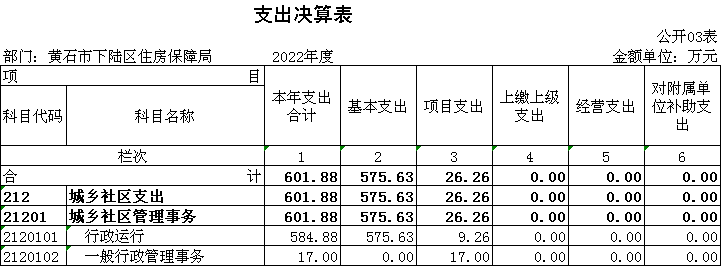 支出决算表
公开03表
部门：黄石市下陆区住房保障局 2022年度 金额单位：万元
项 目 本年支出合计 基本支出 项目支出 上缴上级支出 经营支出 对附属单位补助支出
科目代码 科目名称
栏次 1 2 3 4 5 6
合 计 601.88 575.63 26.26 0.00 0.00 0.00
212 城乡社区支出 601.88 575.63 26.26 0.00 0.00 0.00
21201 城乡社区管理事务 601.88 575.63 26.26 0.00 0.00 0.00
2120101 行政运行 584.88 575.63 9.26 0.00 0.00 0.00
2120102 一般行政管理事务 17.00 0.00 17.00 0.00 0.00 0.00